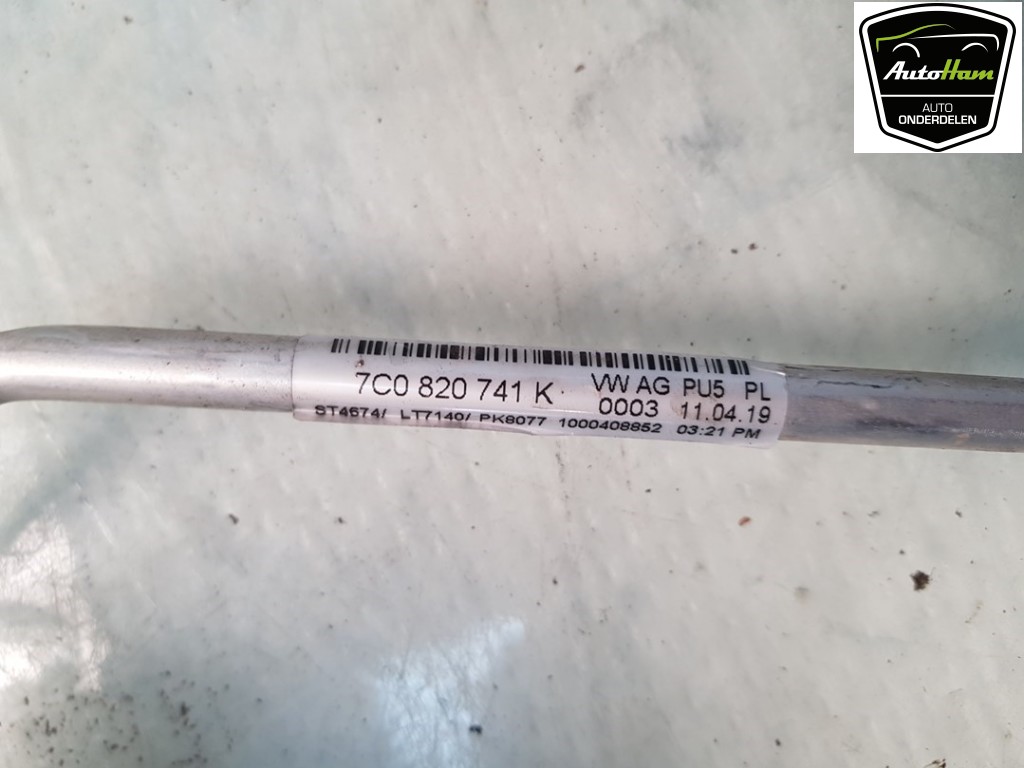 AutoHam
AUTO
ONDERDELEN
7C0 820 741 K VW AG PU5 PL
0003 11.04.19
ST4674/ LT7140/ PK8077 1000408852 03:21 PM